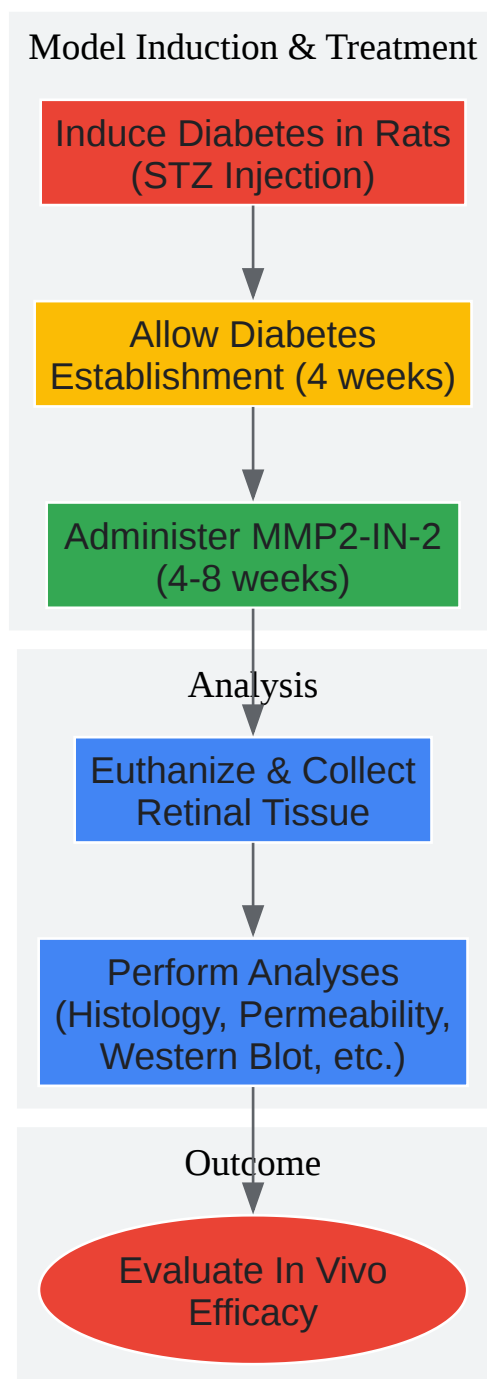 Model Induction & Treatment
Induce Diabetes in Rats
(STZ Injection)
Allow Diabetes
Establishment (4 weeks)
Administer MMP2-IN-2
(4-8 weeks)
Analysis
Euthanize & Collect
Retinal Tissue
Perform Analyses
(Histology, Permeability,
Western Blot, etc.)
Outcome
Evaluate In Vivo
Efficacy